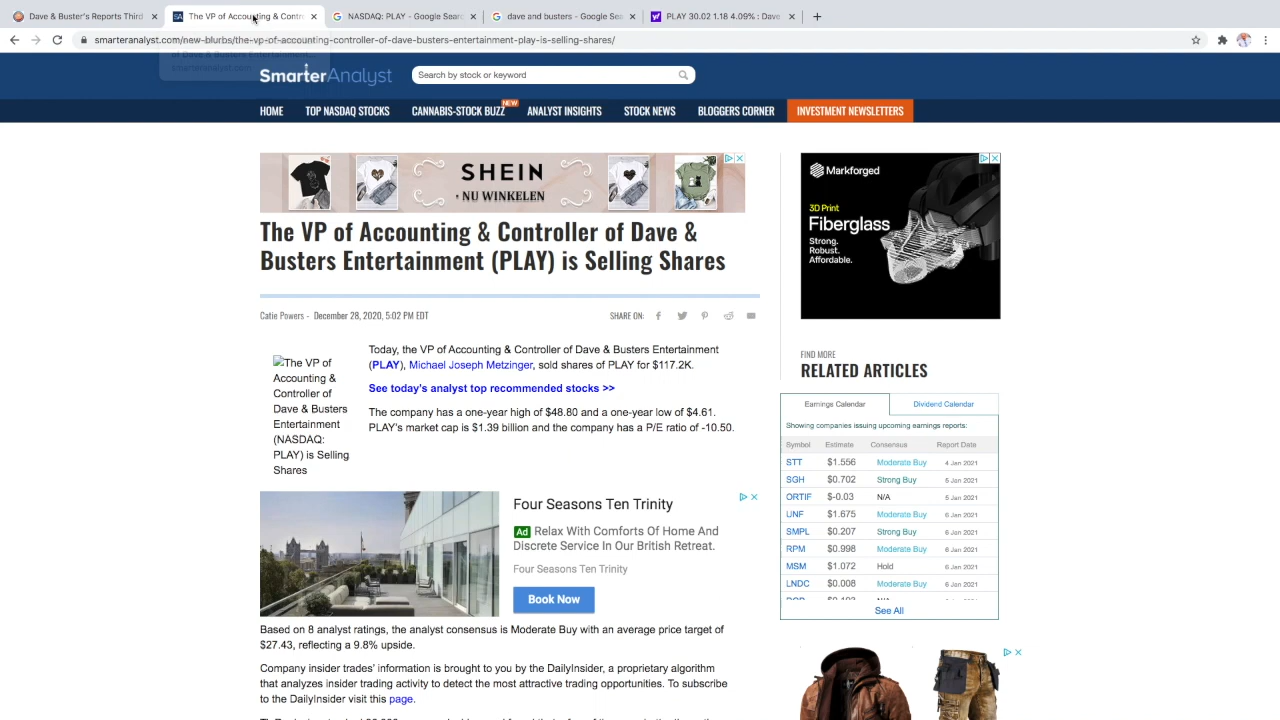 Dave & Buster's Reports Third
The VP of Accounting & Contro
NASDAQ: PLAY - Google Sear
dave and busters - Google Sea
PLAY 30.02 1.18 4.09% : Dave
smarteranalyst.com/new-blurbs/the-vp-of-accounting-controller-of-dave-busters-entertainment-play-is-selling-shares/
SmarterAnalyst
Search by stock or keyword
HOME
TOP NASDAQ STOCKS
CANNABIS-STOCK BUZZ
NEW
ANALYST INSIGHTS
STOCK NEWS
BLOGGERS CORNER
INVESTMENT NEWSLETTERS
SHEIN
• NU WINKELEN •
The VP of Accounting & Controller of Dave &
Busters Entertainment (PLAY) is Selling Shares
Catie Powers - December 28, 2020, 5:02 PM EDT
SHARE ON:
The VP of
Accounting &
Controller of
Dave & Busters
Entertainment
(NASDAQ:
PLAY) is Selling
Shares
Today, the VP of Accounting & Controller of Dave & Busters Entertainment
(PLAY), Michael Joseph Metzinger, sold shares of PLAY for $117.2K.
See today's analyst top recommended stocks >>
The company has a one-year high of $48.80 and a one-year low of $4.61.
PLAY's market cap is $1.39 billion and the company has a P/E ratio of -10.50.
Four Seasons Ten Trinity
Ad Relax With Comforts Of Home And
Discrete Service In Our British Retreat.
Four Seasons Ten Trinity
Book Now
Based on 8 analyst ratings, the analyst consensus is Moderate Buy with an average price target of
$27.43, reflecting a 9.8% upside.
Company insider trades' information is brought to you by the DailyInsider, a proprietary algorithm
that analyzes insider trading activity to detect the most attractive trading opportunities. To subscribe
to the DailyInsider visit this page.
Markforged
3D Print
Fiberglass
Strong.
Robust.
Affordable.
FIND MORE
RELATED ARTICLES
Earnings Calendar
Dividend Calendar
Showing companies issuing upcoming earnings reports:
Symbol Estimate Consensus Report Date
STT $1.556 Moderate Buy 4 Jan 2021
SGH $0.702 Strong Buy 5 Jan 2021
ORTIF $-0.03 N/A 5 Jan 2021
UNF $1.675 Moderate Buy 6 Jan 2021
SMPL $0.207 Strong Buy 6 Jan 2021
RPM $0.998 Moderate Buy 6 Jan 2021
MSM $1.072 Hold 6 Jan 2021
LNDC $0.008 Moderate Buy 6 Jan 2021
See All